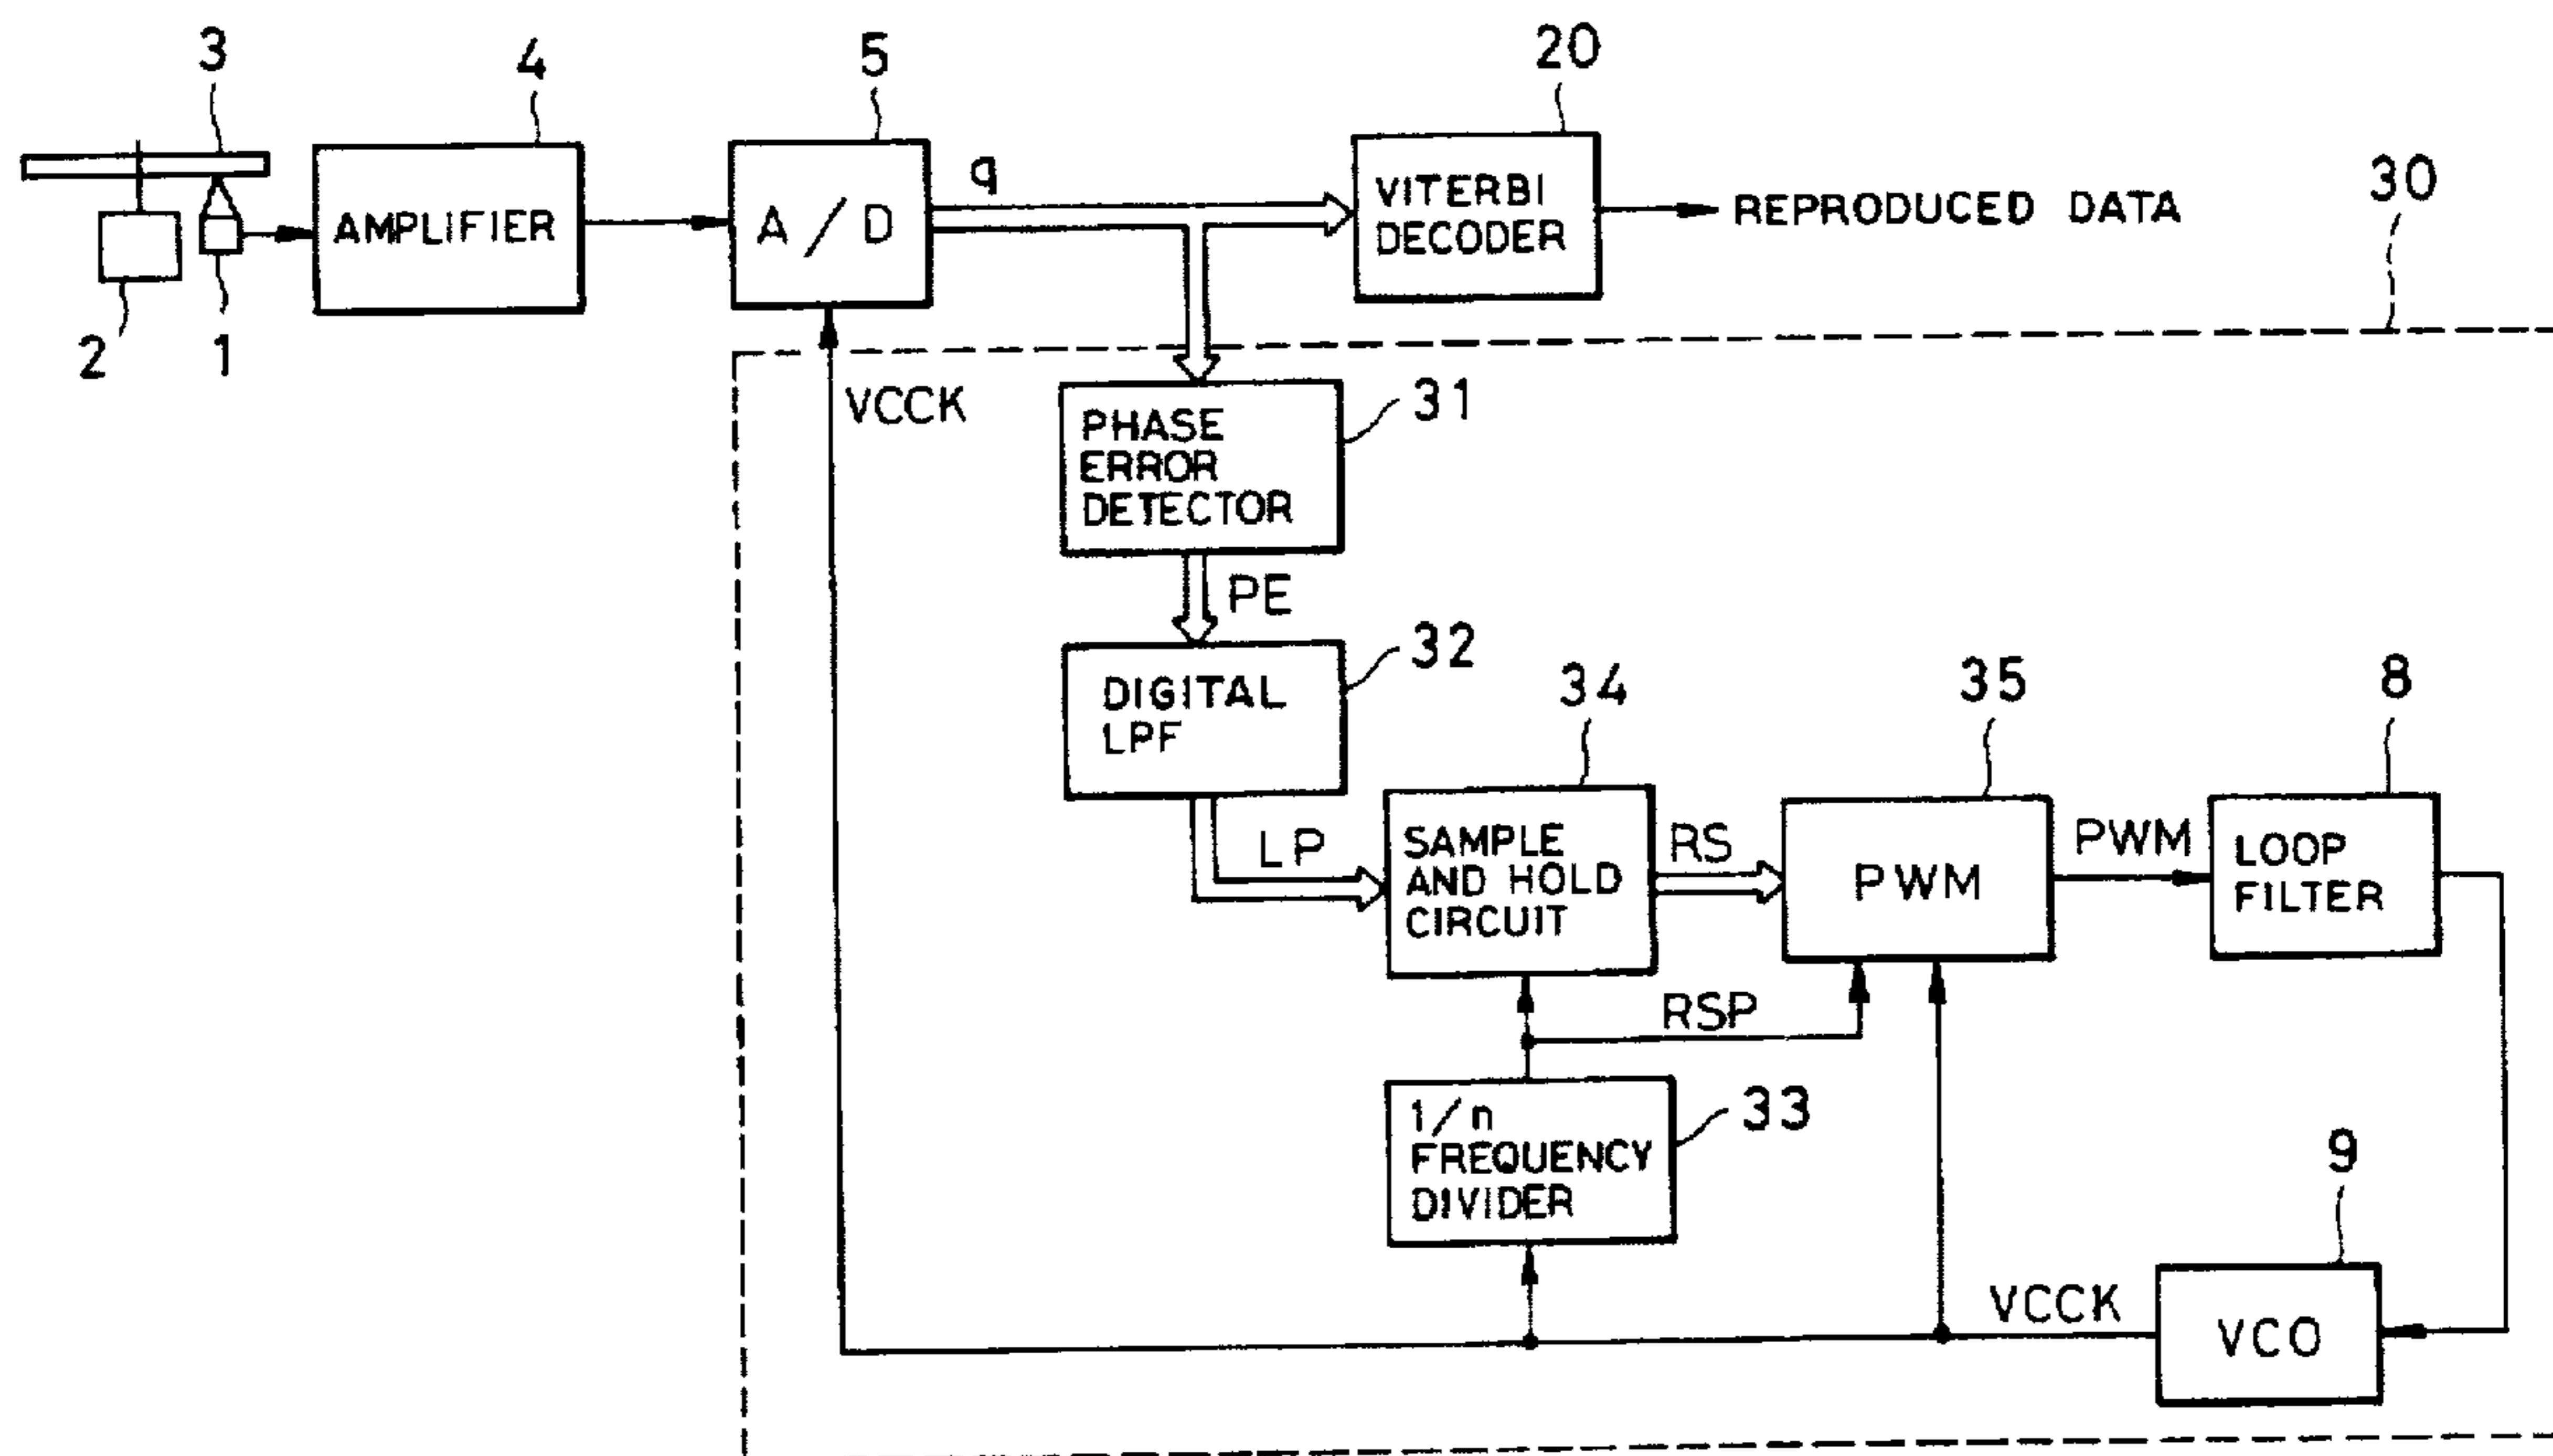 3
4
5
20
AMPLIFIER
A / D
q
VITERBI
DECODER
REPRODUCED DATA
30
2
1
VCCK
PHASE
ERROR
DETECTOR
31
PE
DIGITAL
LPF
32
LP
34
SAMPLE
AND HOLD
CIRCUIT
RS
35
PWM
PWM
8
LOOP
FILTER
RSP
1/n
FREQUENCY
DIVIDER
33
9
VCCK
VCO